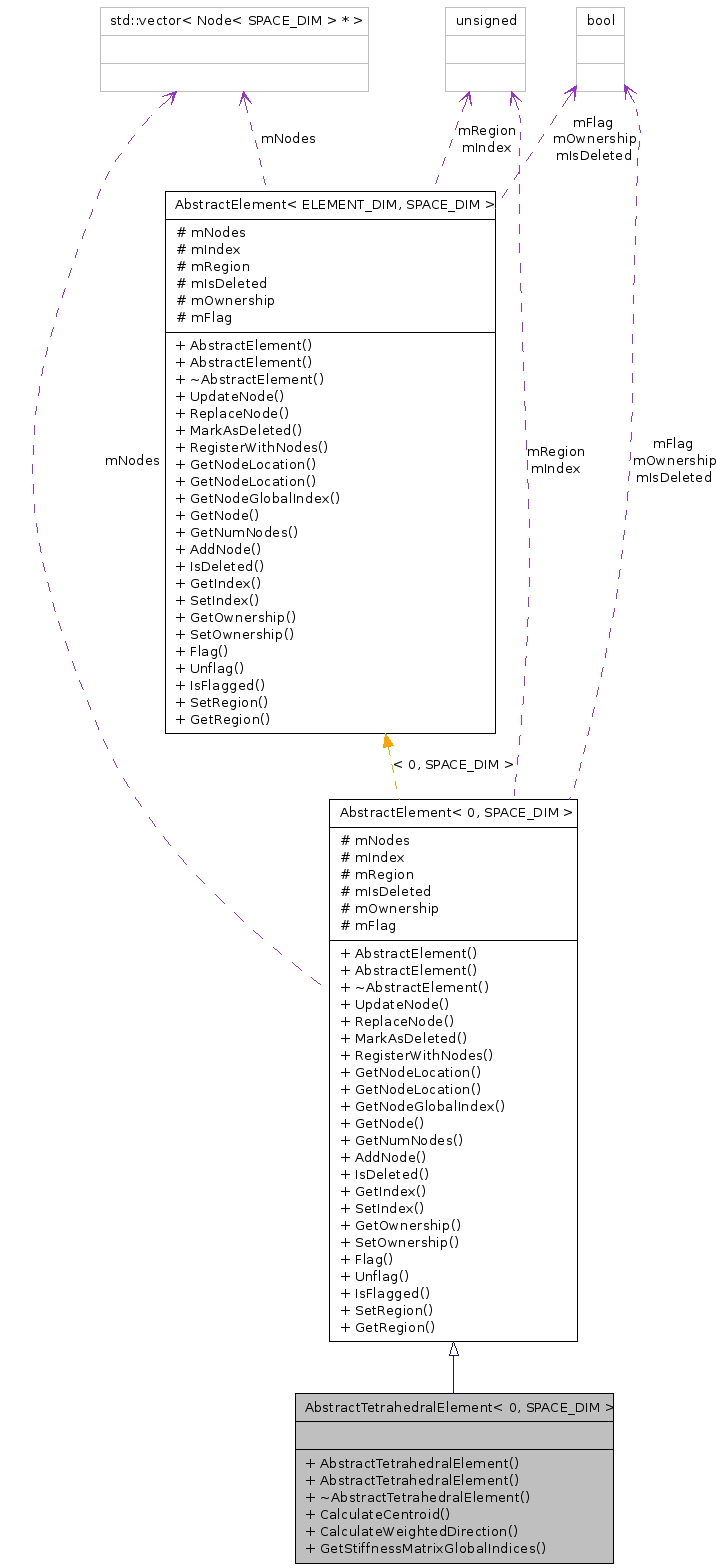 std::vector< Node< SPACE_DIM > * >
unsigned
bool
mNodes
mRegion
mIndex
mFlag
mOwnership
mIsDeleted
AbstractElement< ELEMENT_DIM, SPACE_DIM >
# mNodes
# mIndex
# mRegion
# mIsDeleted
# mOwnership
# mFlag
+ AbstractElement()
+ AbstractElement()
+ ~AbstractElement()
+ UpdateNode()
+ ReplaceNode()
+ MarkAsDeleted()
+ RegisterWithNodes()
+ GetNodeLocation()
+ GetNodeLocation()
+ GetNodeGlobalIndex()
+ GetNode()
+ GetNumNodes()
+ AddNode()
+ IsDeleted()
+ GetIndex()
+ SetIndex()
+ GetOwnership()
+ SetOwnership()
+ Flag()
+ Unflag()
+ IsFlagged()
+ SetRegion()
+ GetRegion()
mNodes
mRegion
mIndex
mFlag
mOwnership
mIsDeleted
< 0, SPACE_DIM >
AbstractElement< 0, SPACE_DIM >
# mNodes
# mIndex
# mRegion
# mIsDeleted
# mOwnership
# mFlag
+ AbstractElement()
+ AbstractElement()
+ ~AbstractElement()
+ UpdateNode()
+ ReplaceNode()
+ MarkAsDeleted()
+ RegisterWithNodes()
+ GetNodeLocation()
+ GetNodeLocation()
+ GetNodeGlobalIndex()
+ GetNode()
+ GetNumNodes()
+ AddNode()
+ IsDeleted()
+ GetIndex()
+ SetIndex()
+ GetOwnership()
+ SetOwnership()
+ Flag()
+ Unflag()
+ IsFlagged()
+ SetRegion()
+ GetRegion()
AbstractTetrahedralElement< 0, SPACE_DIM >
+ AbstractTetrahedralElement()
+ AbstractTetrahedralElement()
+ ~AbstractTetrahedralElement()
+ CalculateCentroid()
+ CalculateWeightedDirection()
+ GetStiffnessMatrixGlobalIndices()